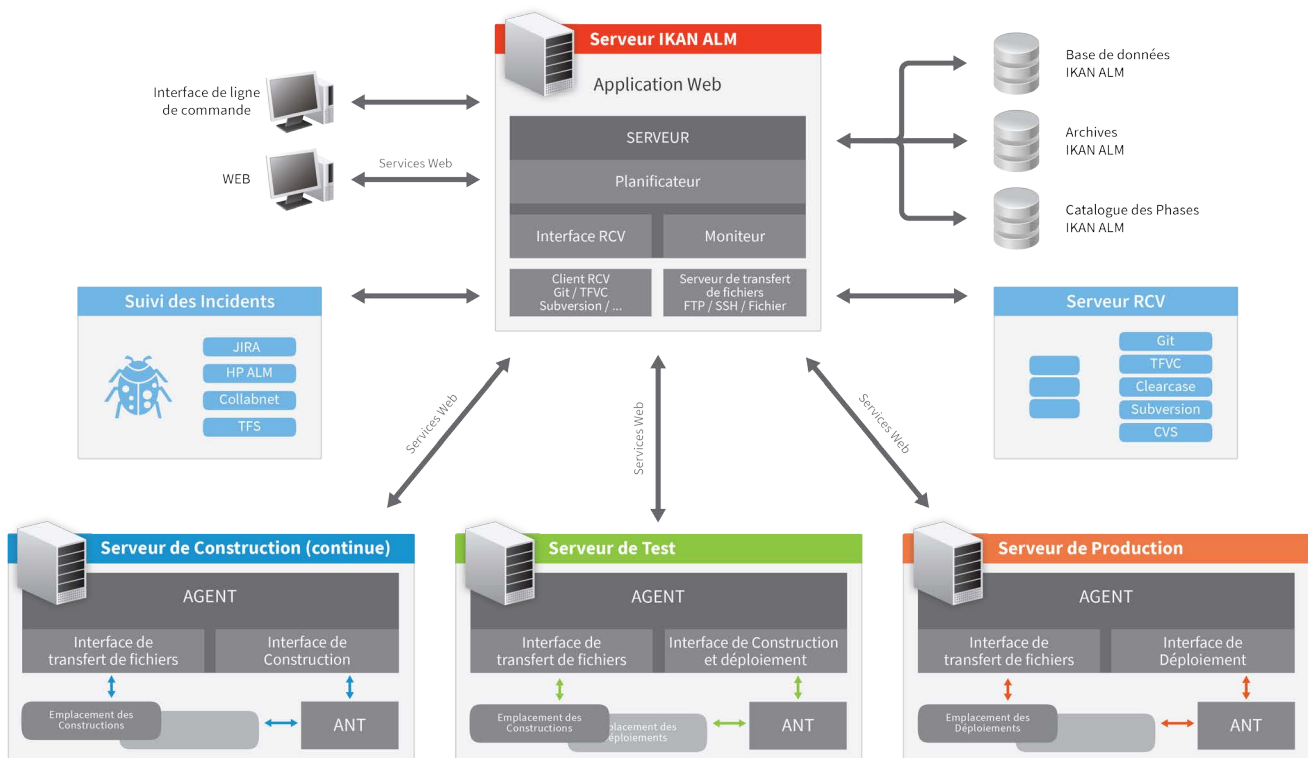 Serveur IKAN ALM
Application Web
SERVEUR
Planificateur
Interface RCV
Moniteur
Client RCV
Git / TFVC
Subversion / ...
Serveur de transfert
de fichiers
FTP / SSH / Fichier
Interface de ligne
de commande
WEB
Services Web
Base de données
IKAN ALM
Archives
IKAN ALM
Catalogue des Phases
IKAN ALM
Suivi des Incidents
JIRA
HP ALM
Collabnet
TFS
Serveur RCV
Git
TFVC
Clearcase
Subversion
CVS
Services Web
Services Web
Services Web
Serveur de Construction (continue)
AGENT
Interface de
transfert de fichiers
Interface de
Construction
Emplacement des
Constructions
ANT
Serveur de Test
AGENT
Interface de
transfert de fichiers
Interface de Construction
et déploiement
Emplacement des
Constructions
placement des
éploiements
ANT
Serveur de Production
AGENT
Interface de
transfert de fichiers
Interface de
Déploiement
Emplacement des
Déploiements
ANT